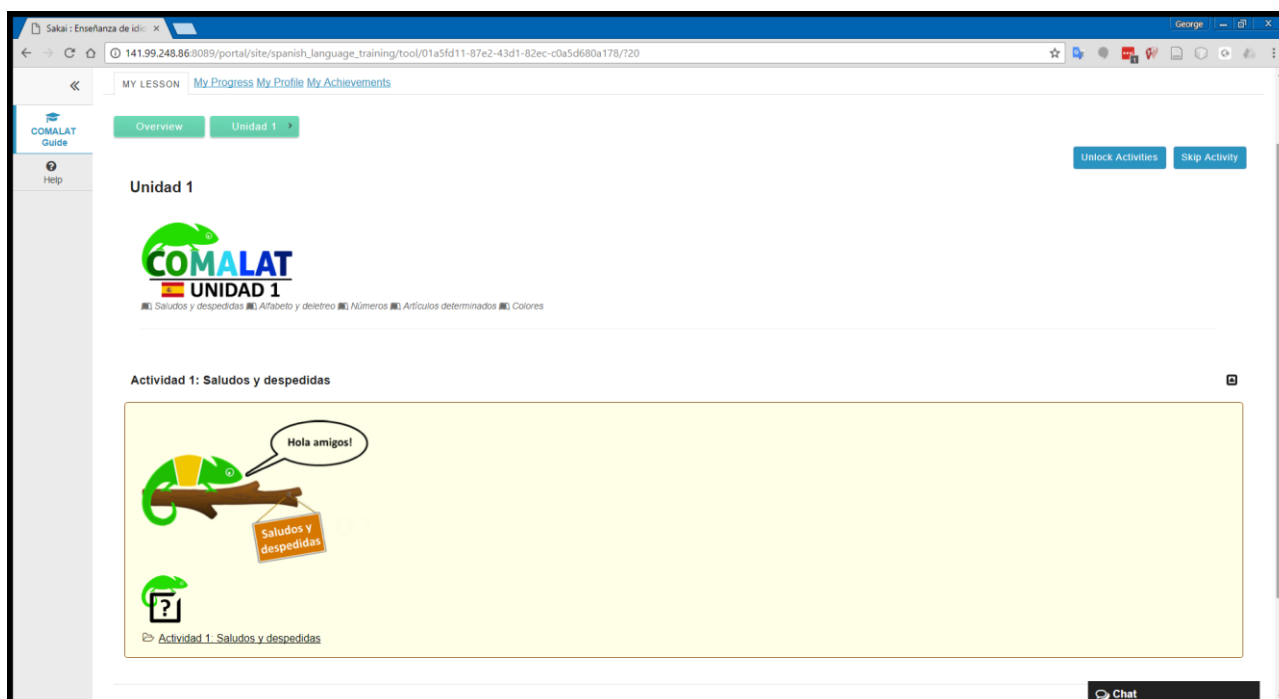 Sakai : Enseñanza de idio
George
141.99.248.86:8089/portal/site/spanish_language_training/tool/01a5fd11-87e2-43d1-82ec-c0a5d680a178/?20
MY LESSON My Progress My Profile My Achievements
COMALAT
Guide
Help
Overview Unidad 1
Unlock Activities Skip Activity
Unidad 1
COMALAT
UNIDAD 1
Saludos y despedidas Alfabeto y deletreo Números Artículos determinados Colores
Actividad 1: Saludos y despedidas
Hola amigos!
Saludos y
despedidas
?
Actividad 1: Saludos y despedidas
Chat